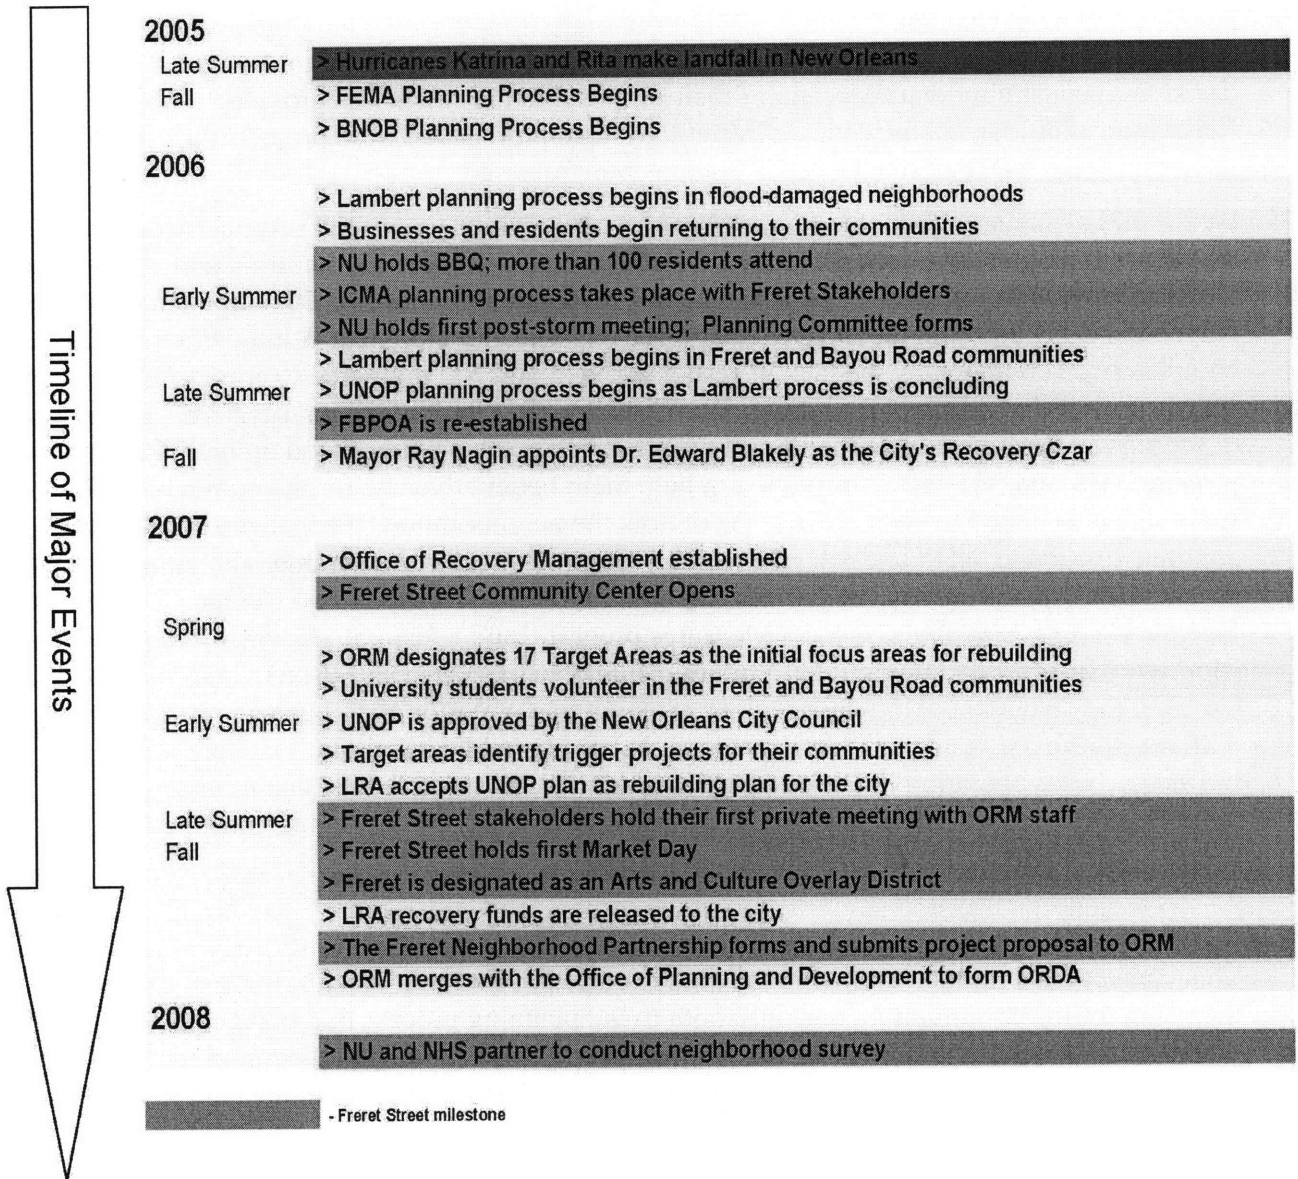 Timeline of Major Events
2005
Late Summer > Hurricanes Katrina and Rita make landfall in New Orleans
Fall > FEMA Planning Process Begins
> BNOB Planning Process Begins
2006
> Lambert planning process begins in flood-damaged neighborhoods
> Businesses and residents begin returning to their communities
> NU holds BBQ; more than 100 residents attend
Early Summer > ICMA planning process takes place with Freret Stakeholders
> NU holds first post-storm meeting; Planning Committee forms
> Lambert planning process begins in Freret and Bayou Road communities
Late Summer > UNOP planning process begins as Lambert process is concluding
> FBPOA is re-established
Fall > Mayor Ray Nagin appoints Dr. Edward Blakely as the City's Recovery Czar
2007
> Office of Recovery Management established
> Freret Street Community Center Opens
Spring
> ORM designates 17 Target Areas as the initial focus areas for rebuilding
> University students volunteer in the Freret and Bayou Road communities
Early Summer > UNOP is approved by the New Orleans City Council
> Target areas identify trigger projects for their communities
> LRA accepts UNOP plan as rebuilding plan for the city
Late Summer > Freret Street stakeholders hold their first private meeting with ORM staff
Fall > Freret Street holds first Market Day
> Freret is designated as an Arts and Culture Overlay District
> LRA recovery funds are released to the city
> The Freret Neighborhood Partnership forms and submits project proposal to ORM
> ORM merges with the Office of Planning and Development to form ORDA
2008
> NU and NHS partner to conduct neighborhood survey
- Freret Street milestone